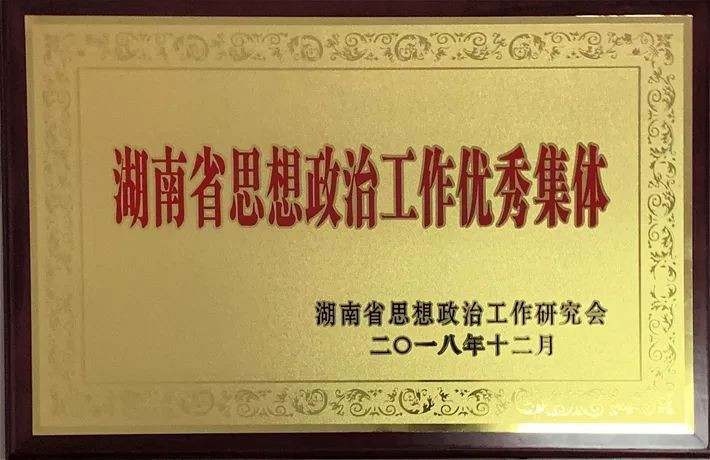 湖南省思想政治工作优秀集体
湖南省思想政治工作研究会
二〇一八年十二月